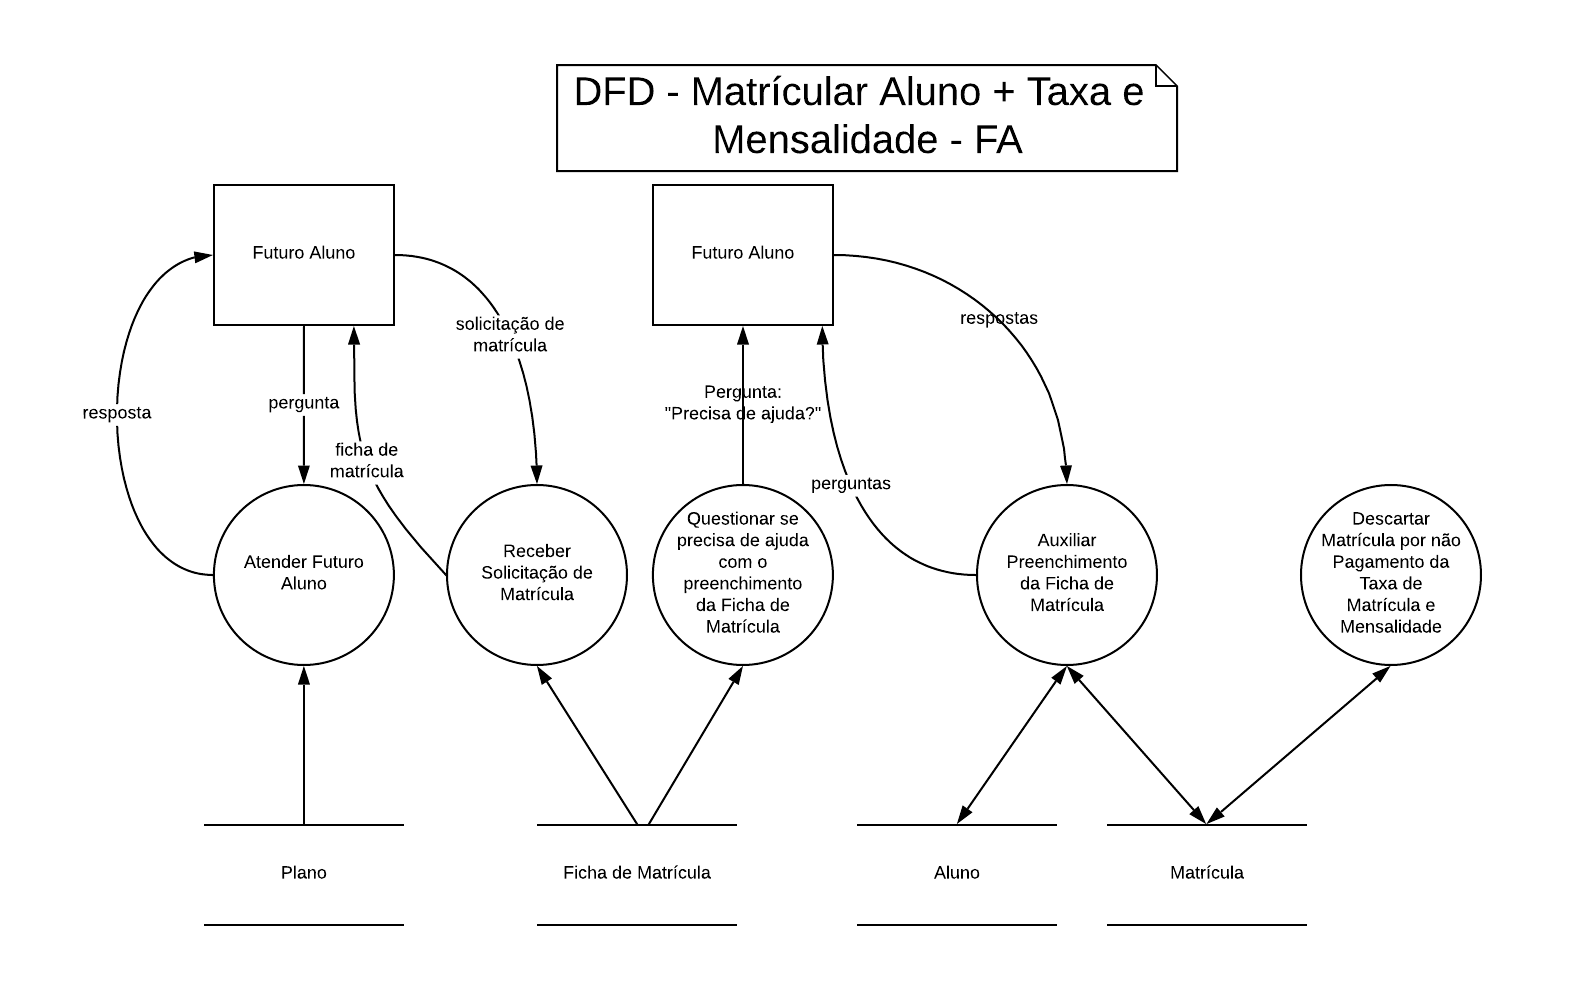 DFD - Matrícular Aluno + Taxa e
Mensalidade - FA
Futuro Aluno
Futuro Aluno
solicitação de
matrícula
respostas
resposta
pergunta
Pergunta:
"Precisa de ajuda?"
ficha de
matrícula
perguntas
Atender Futuro
Aluno
Receber
Solicitação de
Matrícula
Questionar se
precisa de ajuda
com o
preenchimento
da Ficha de
Matrícula
Auxiliar
Preenchimento
da Ficha de
Matrícula
Descartar
Matrícula por não
Pagamento da
Taxa de
Matrícula e
Mensalidade
Plano
Ficha de Matrícula
Aluno
Matrícula